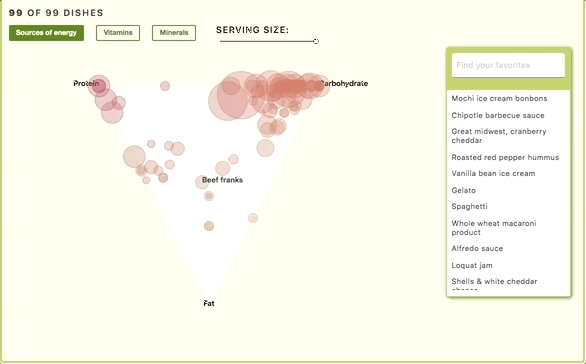 99 OF 99 DISHES
Sources of energy
Vitamins
Minerals
SERVING SIZE:
Find your favorites
Protein
Carbohydrate
Mochi ice cream bonbons
Chipotle barbecue sauce
Great midwest, cranberry
cheddar
Roasted red pepper hummus
Vanilla bean ice cream
Beef franks
Gelato
Spaghetti
Whole wheat macaroni
product
Alfredo sauce
Loquat jam
Shells & white cheddar
cheese
Fat